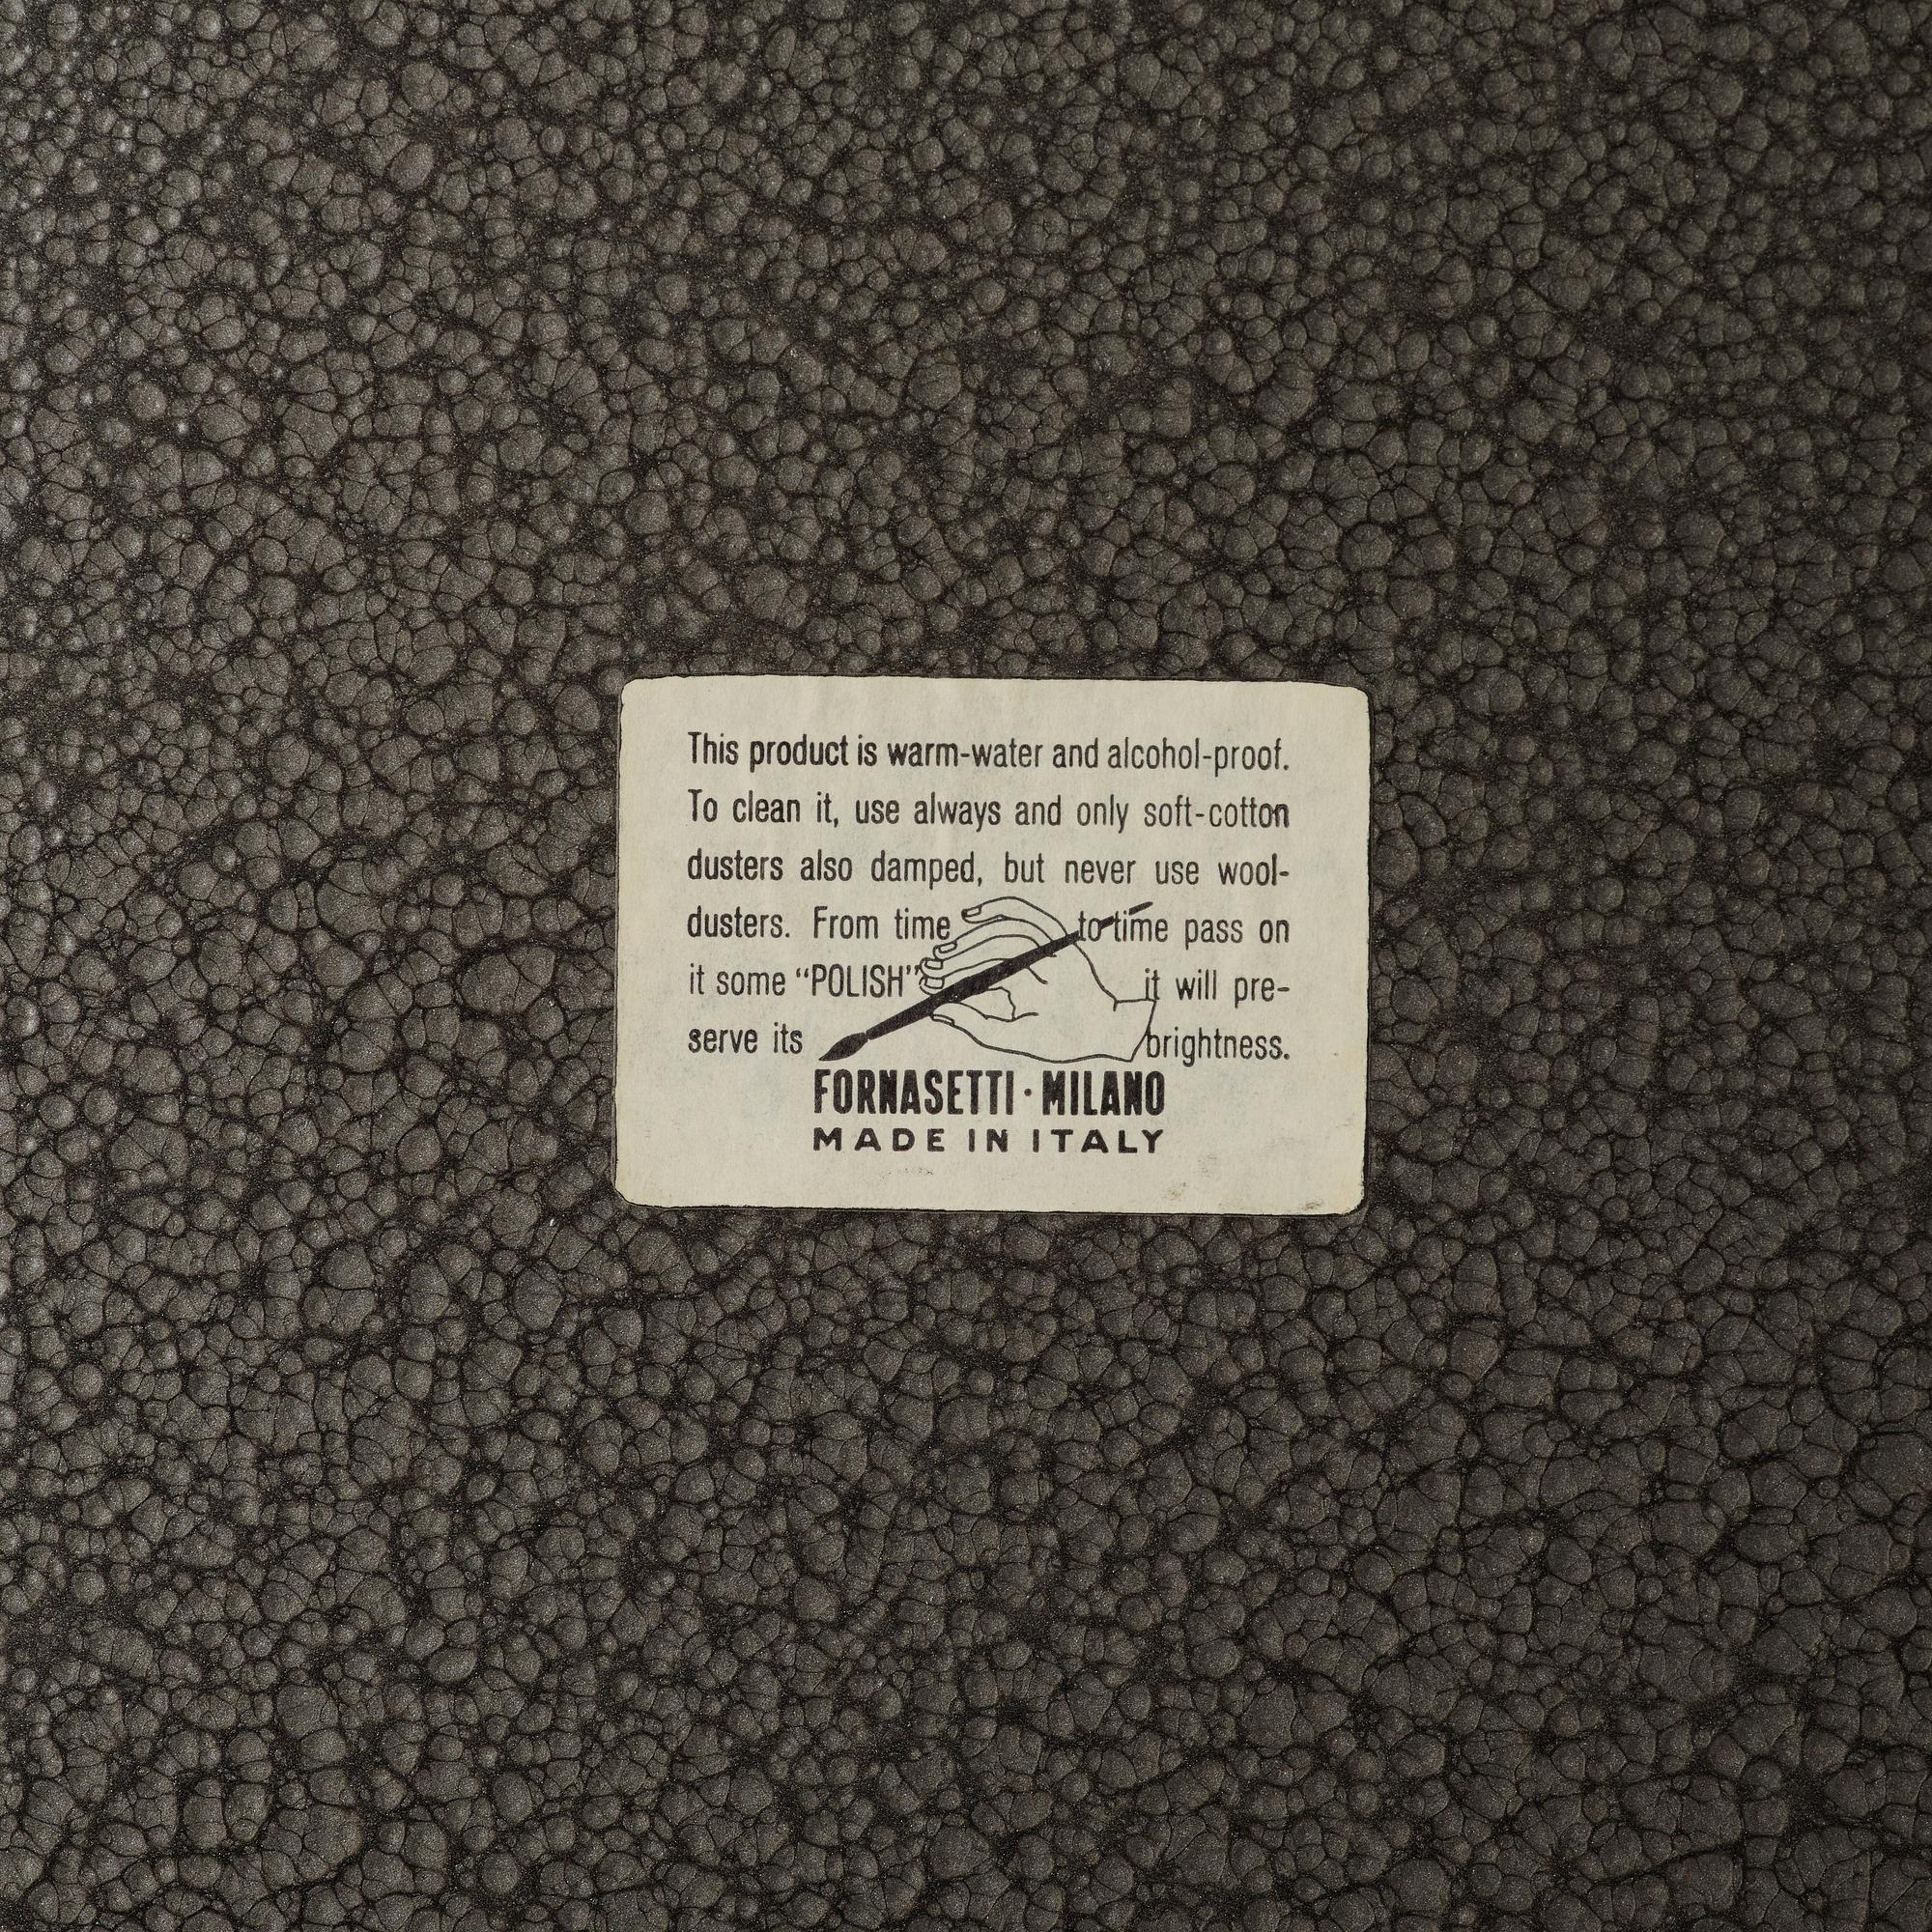 This product is warm-water and alcohol-proof.
To clean it, use always and only soft-cotton
dusters also damped, but never use wool-
dusters. From time to time pass on
it some “POLISH” it will pre-
serve its brightness.
FORNASETTI · MILANO
MADE IN ITALY